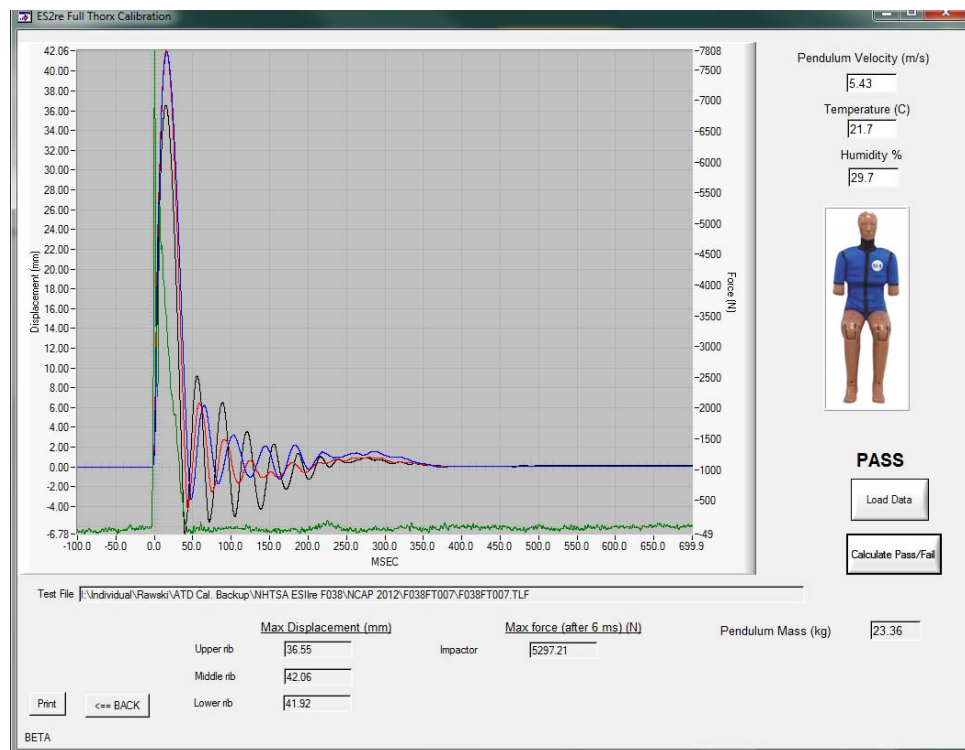 ES2re Full Thorx Calibration
42.06
40.00
38.00
36.00
34.00
32.00
30.00
28.00
26.00
24.00
22.00
20.00
18.00
16.00
14.00
12.00
10.00
8.00
6.00
4.00
2.00
0.00
-2.00
-4.00
-6.78
Displacement (mm)
7808
7500
7000
6500
6000
5500
5000
4500
4000
3500
3000
2500
2000
1500
1000
500
-49
Force (N)
-100.0 -50.0 0.0 50.0 100.0 150.0 200.0 250.0 300.0 350.0 400.0 450.0 500.0 550.0 600.0 650.0 699.9
MSEC
Pendulum Velocity (m/s)
5.43
Temperature (C)
21.7
Humidity %
29.7
PASS
Load Data
Calculate Pass/Fail
Test File I:\Individual\Rawski\ATD Cal. Backup\NHTSA ESIIre F038\NCAP 2012\F038FT007\F038FT007.TLF
Max Displacement (mm) Max force (after 6 ms) (N) Pendulum Mass (kg) 23.36
Upper rib 36.55 Impactor 5297.21
Middle rib 42.06
Lower rib 41.92
Print <== BACK
BETA